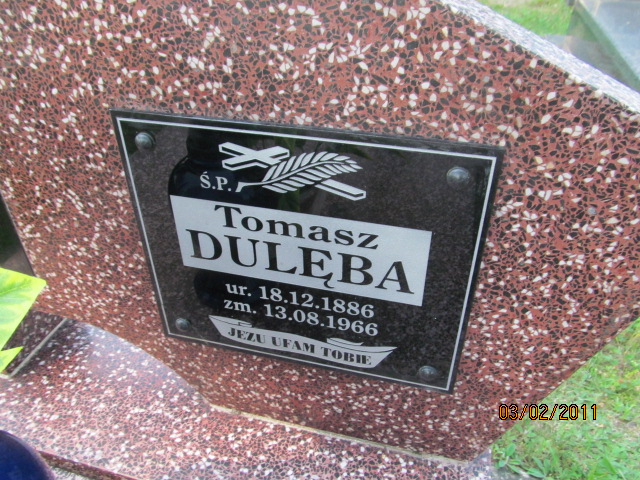 Ś.P.
Tomasz
DULĘBA
ur. 18.12.1886
zm. 13.08.1966
JEZU UFAM TOBIE
03/02/2011